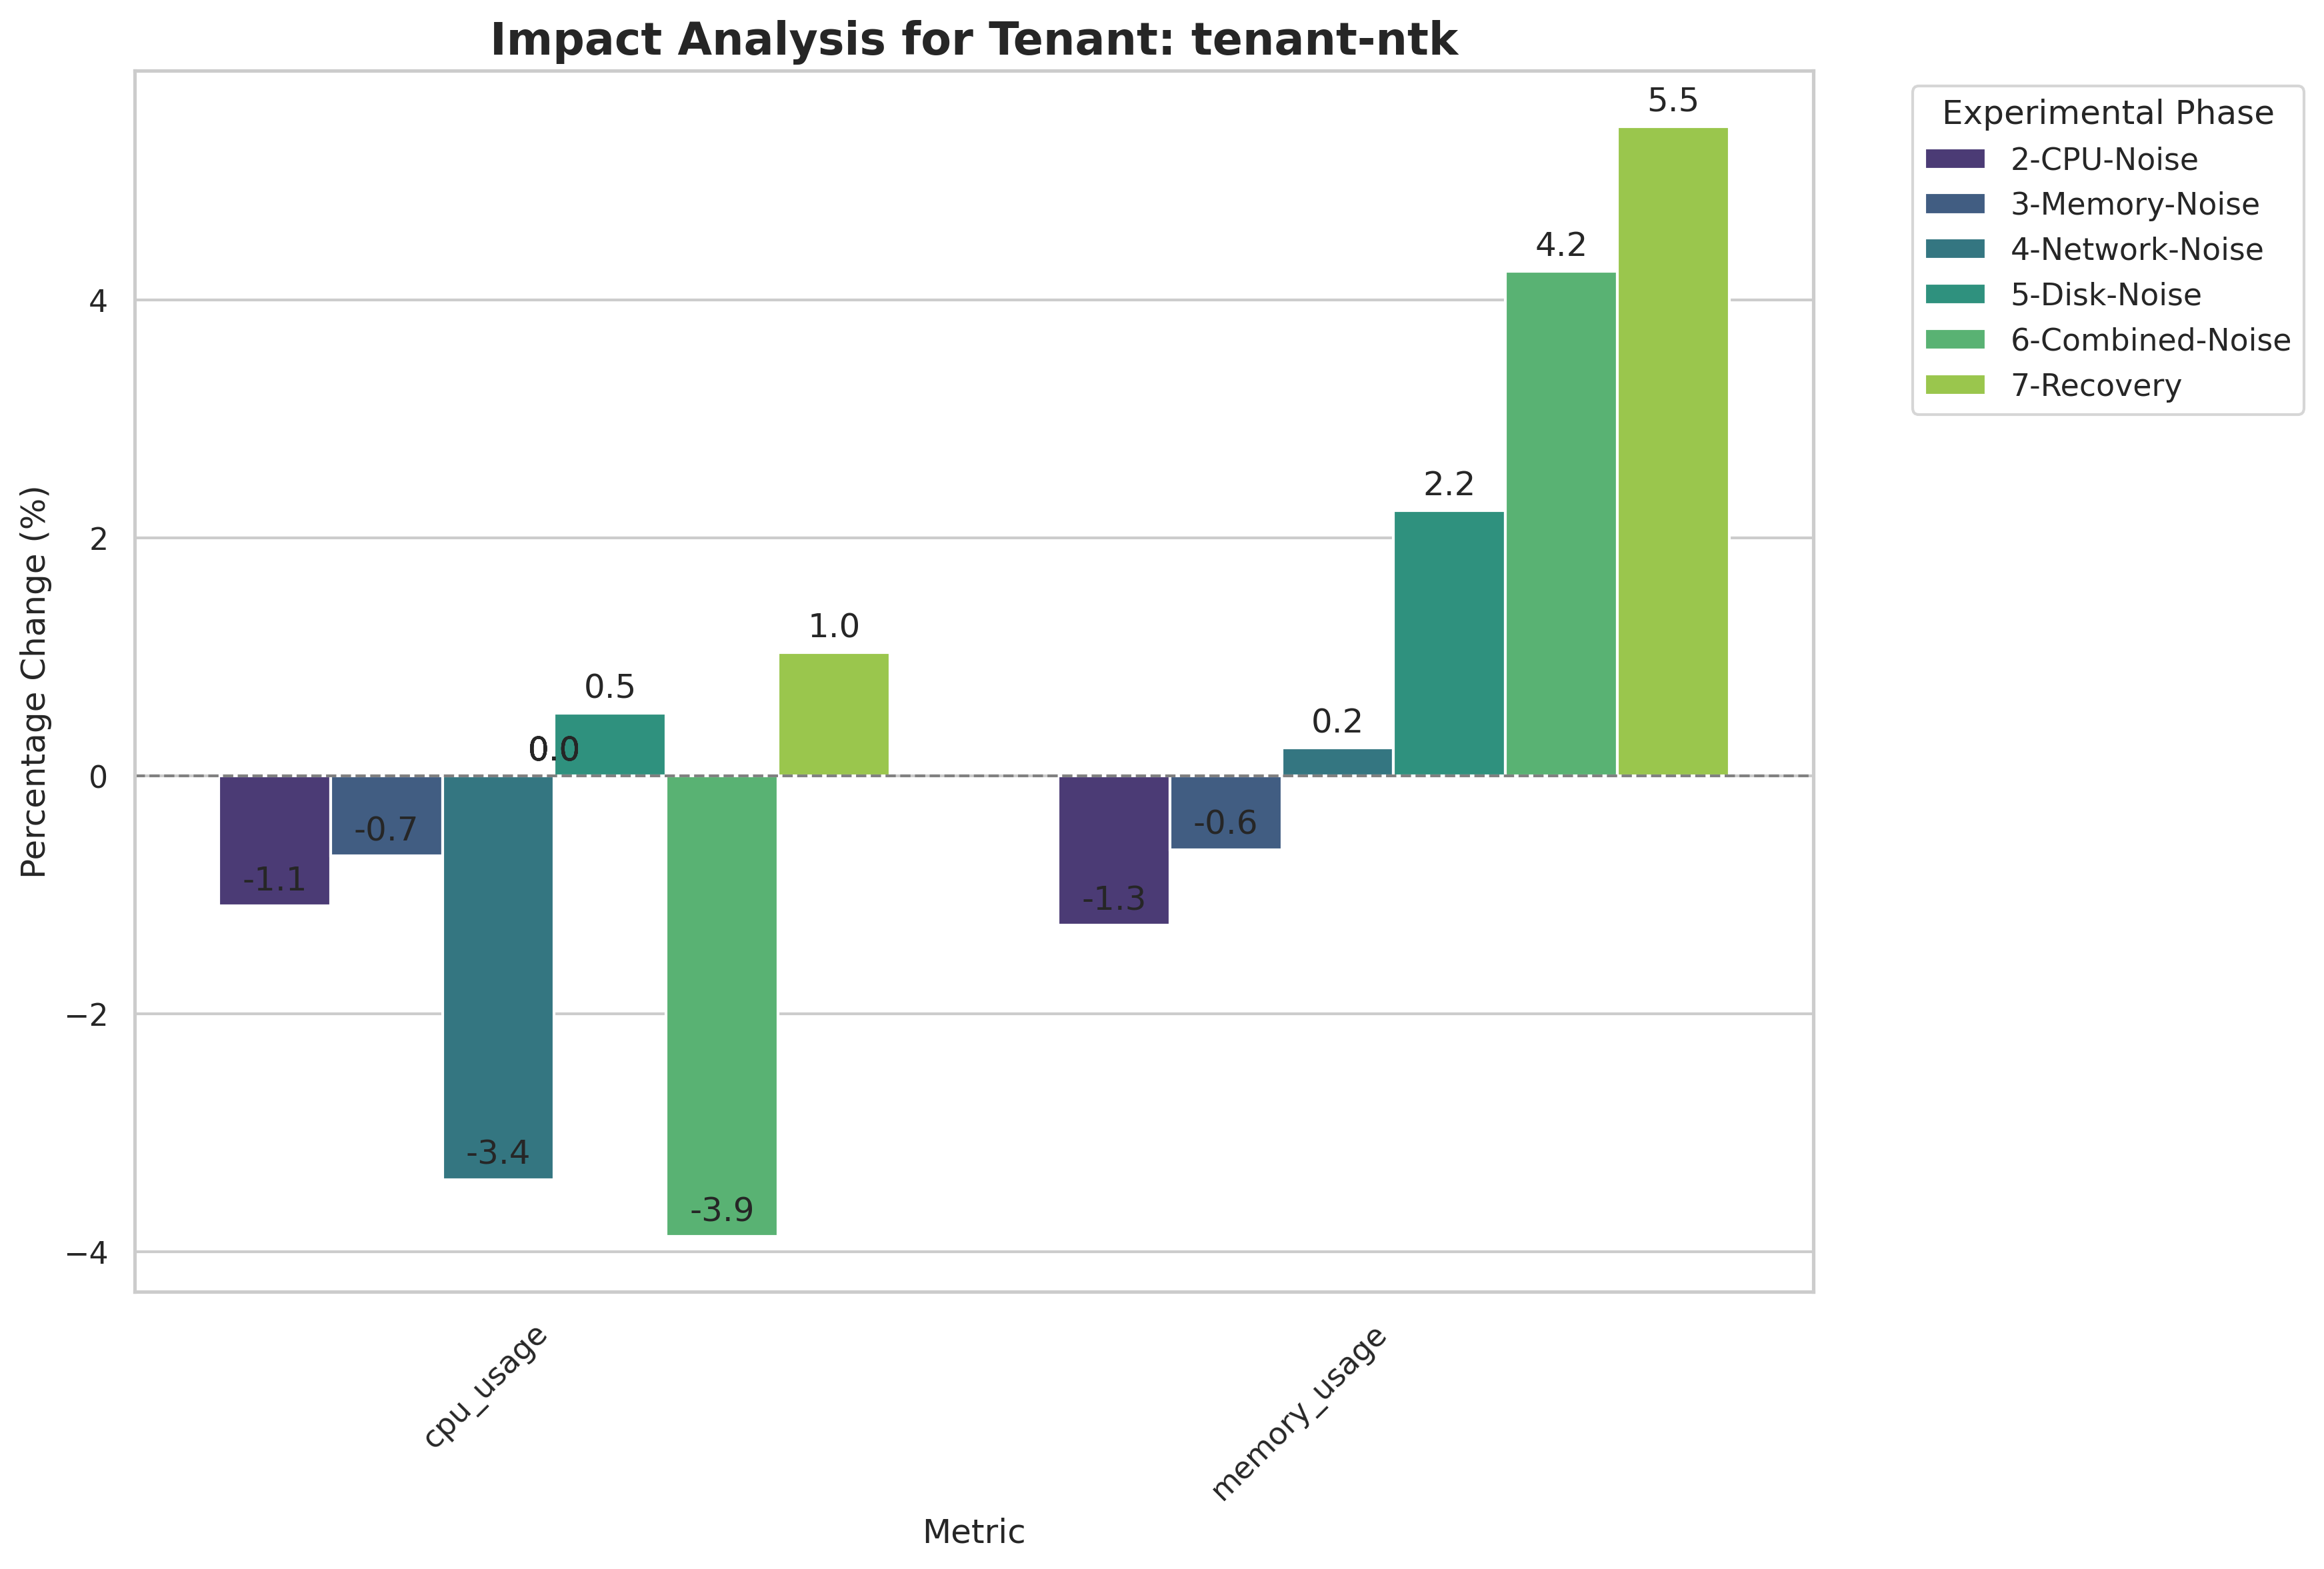 Impact Analysis for Tenant: tenant-ntk
Experimental Phase
2-CPU-Noise
3-Memory-Noise
4-Network-Noise
5-Disk-Noise
6-Combined-Noise
7-Recovery
Percentage Change (%)
4
2
0
−2
−4
-1.1
-0.7
-3.4
0.0
0.5
-3.9
1.0
-1.3
-0.6
0.2
2.2
4.2
5.5
cpu_usage
memory_usage
Metric